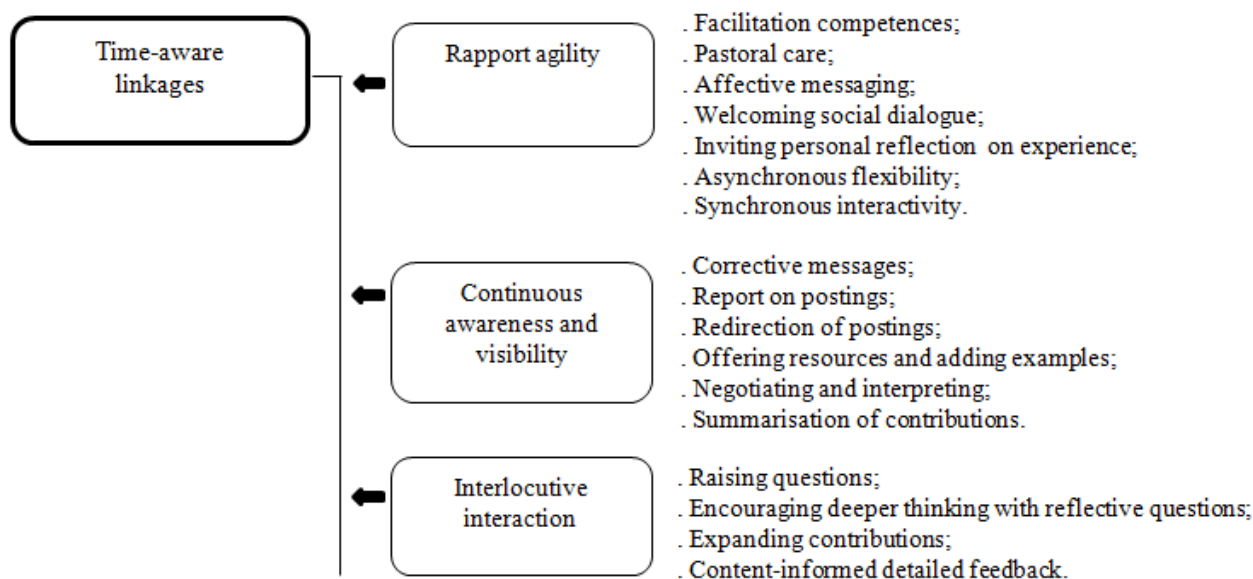 Time-aware
linkages
Rapport agility
. Facilitation competences;
. Pastoral care;
. Affective messaging;
. Welcoming social dialogue;
. Inviting personal reflection on experience;
. Asynchronous flexibility;
. Synchronous interactivity.
Continuous
awareness and
visibility
. Corrective messages;
. Report on postings;
. Redirection of postings;
. Offering resources and adding examples;
. Negotiating and interpreting;
. Summarisation of contributions.
Interlocutive
interaction
. Raising questions;
. Encouraging deeper thinking with reflective questions;
. Expanding contributions;
. Content-informed detailed feedback.